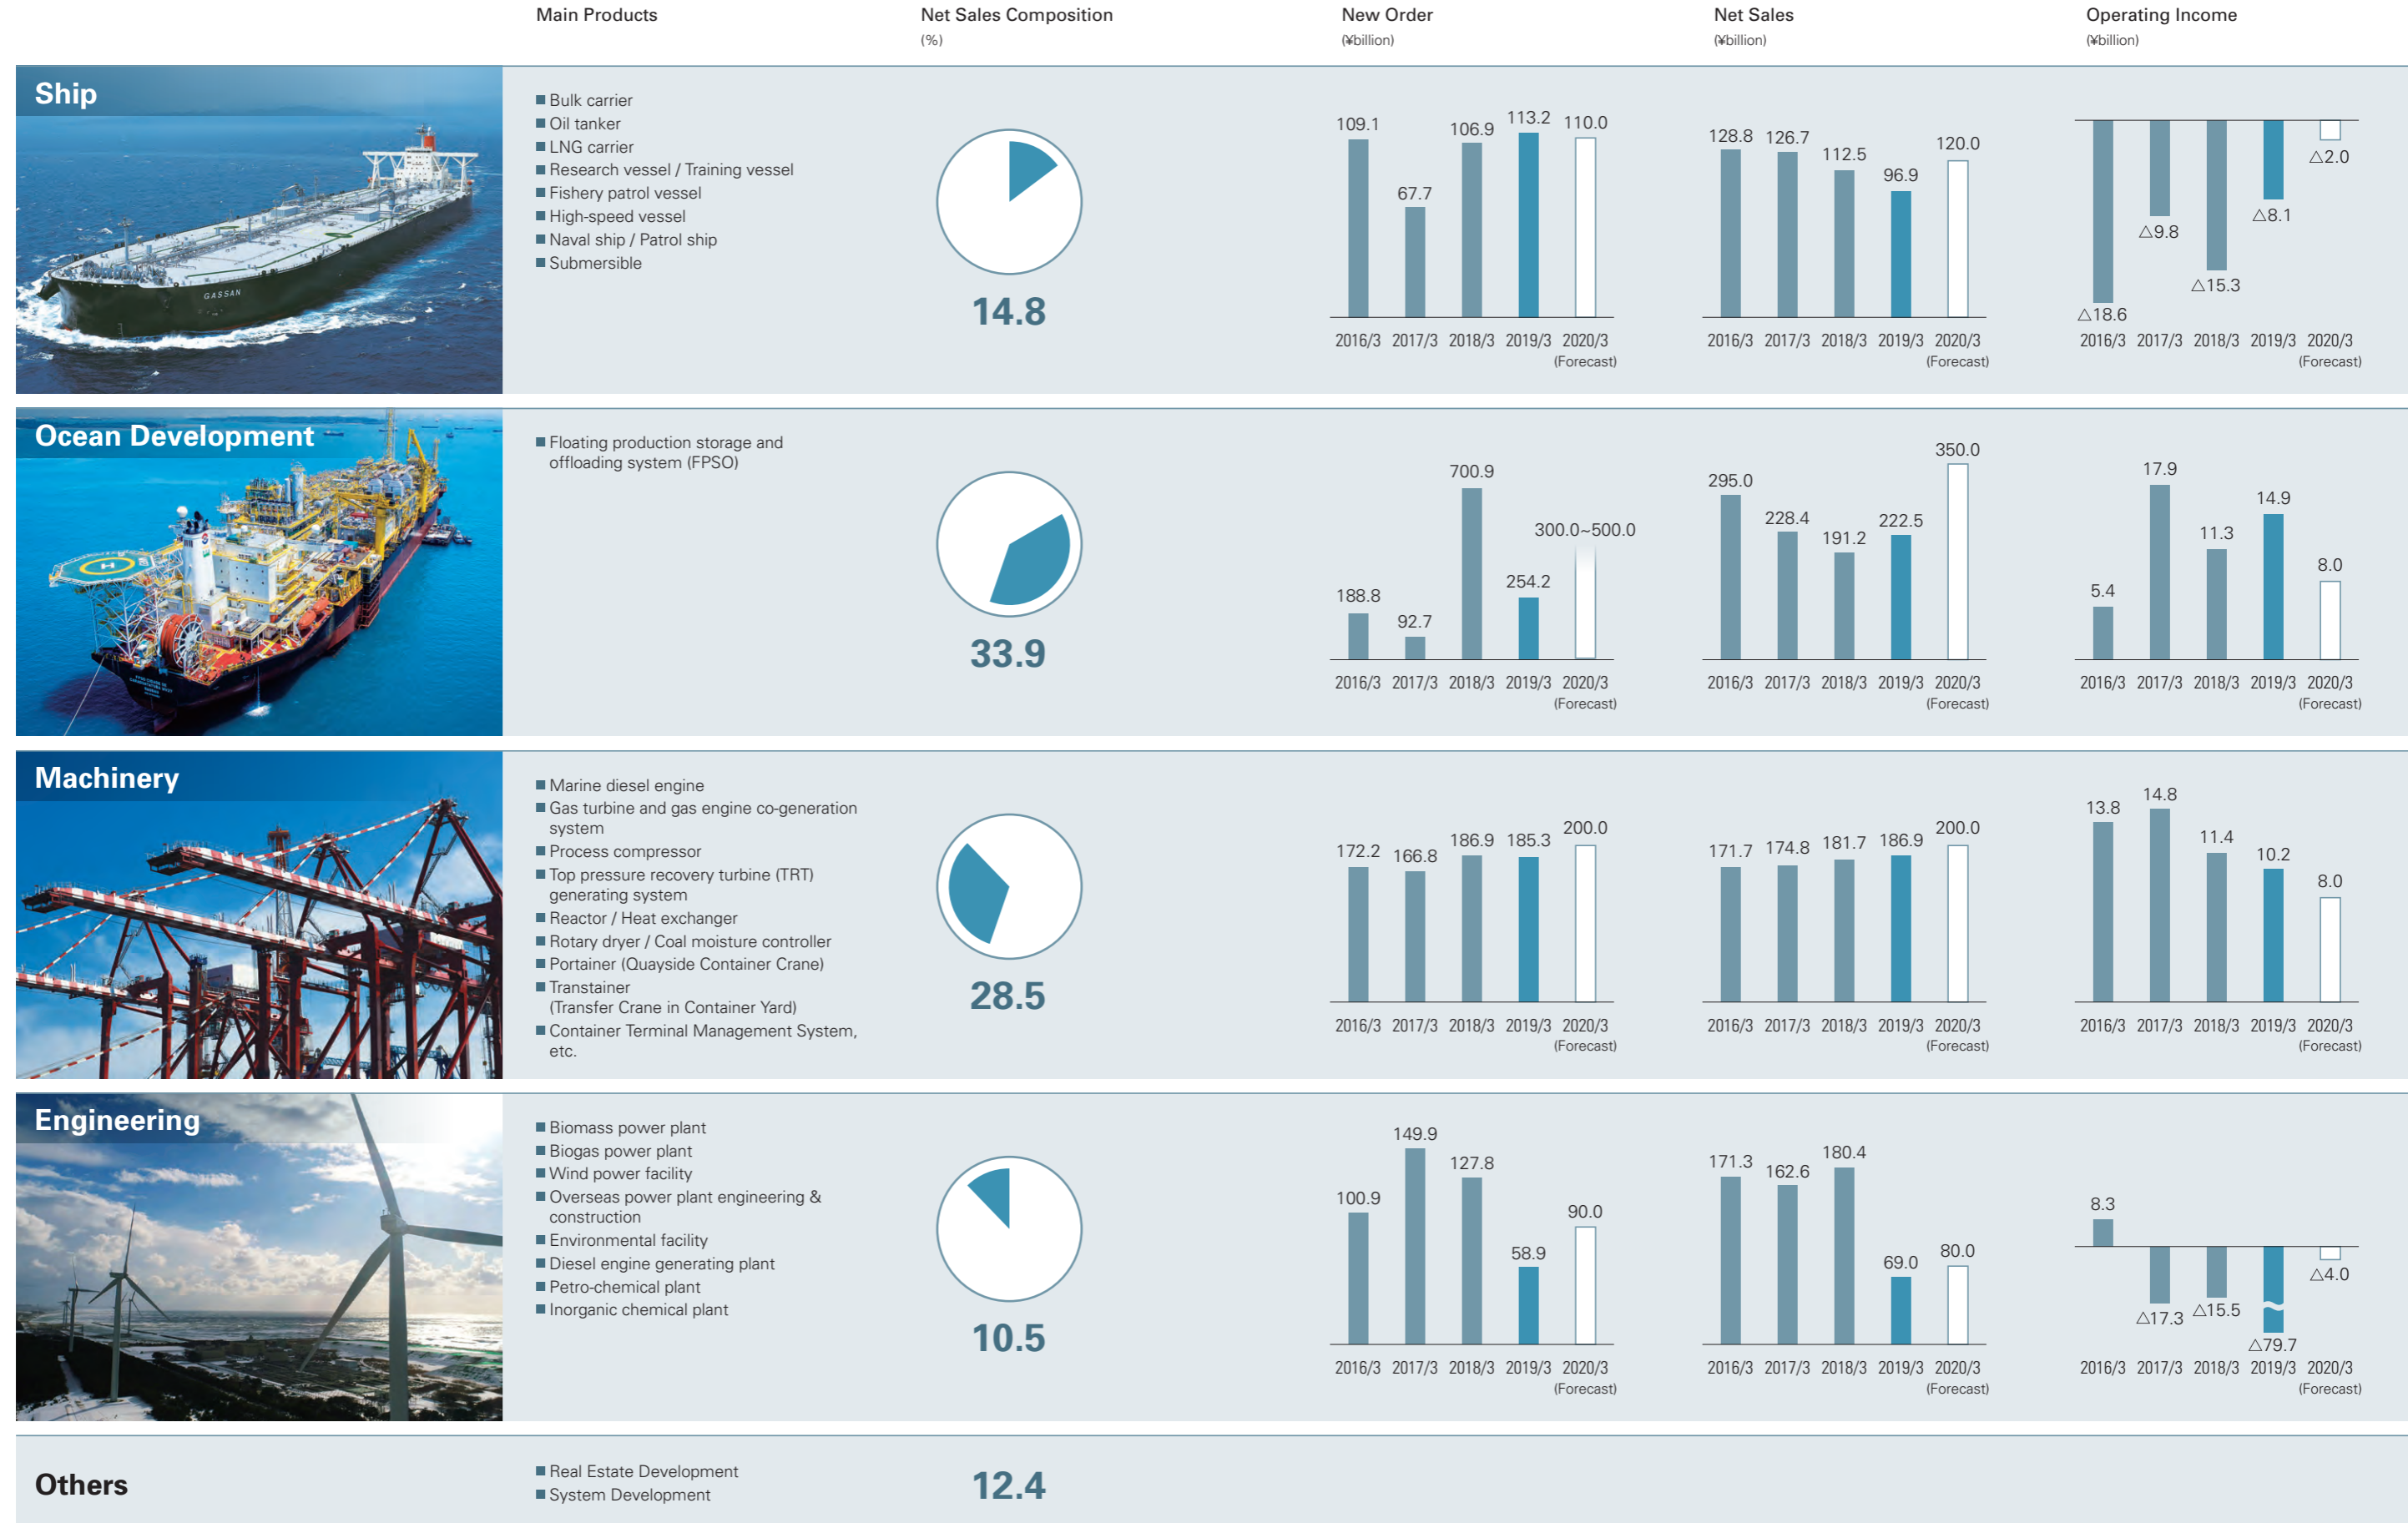 Main Products
Net Sales Composition
(%)
New Order
(¥billion)
Net Sales
(¥billion)
Operating Income
(¥billion)
Ship
GASSAN
■ Bulk carrier
■ Oil tanker
■ LNG carrier
■ Research vessel / Training vessel
■ Fishery patrol vessel
■ High-speed vessel
■ Naval ship / Patrol ship
■ Submersible
14.8
109.1 67.7 106.9 113.2 110.0
2016/3 2017/3 2018/3 2019/3 2020/3
(Forecast)
128.8 126.7 112.5 96.9 120.0
2016/3 2017/3 2018/3 2019/3 2020/3
(Forecast)
△18.6 △9.8 △15.3 △8.1 △2.0
2016/3 2017/3 2018/3 2019/3 2020/3
(Forecast)
Ocean Development
H
■ Floating production storage and
offloading system (FPSO)
33.9
188.8 92.7 700.9 254.2 300.0~500.0
2016/3 2017/3 2018/3 2019/3 2020/3
(Forecast)
295.0 228.4 191.2 222.5 350.0
2016/3 2017/3 2018/3 2019/3 2020/3
(Forecast)
5.4 17.9 11.3 14.9 8.0
2016/3 2017/3 2018/3 2019/3 2020/3
(Forecast)
Machinery
■ Marine diesel engine
■ Gas turbine and gas engine co-generation
system
■ Process compressor
■ Top pressure recovery turbine (TRT)
generating system
■ Reactor / Heat exchanger
■ Rotary dryer / Coal moisture controller
■ Portainer (Quayside Container Crane)
■ Transtainer
(Transfer Crane in Container Yard)
■ Container Terminal Management System,
etc.
28.5
172.2 166.8 186.9 185.3 200.0
2016/3 2017/3 2018/3 2019/3 2020/3
(Forecast)
171.7 174.8 181.7 186.9 200.0
2016/3 2017/3 2018/3 2019/3 2020/3
(Forecast)
13.8 14.8 11.4 10.2 8.0
2016/3 2017/3 2018/3 2019/3 2020/3
(Forecast)
Engineering
■ Biomass power plant
■ Biogas power plant
■ Wind power facility
■ Overseas power plant engineering &
construction
■ Environmental facility
■ Diesel engine generating plant
■ Petro-chemical plant
■ Inorganic chemical plant
10.5
100.9 149.9 127.8 58.9 90.0
2016/3 2017/3 2018/3 2019/3 2020/3
(Forecast)
171.3 162.6 180.4 69.0 80.0
2016/3 2017/3 2018/3 2019/3 2020/3
(Forecast)
8.3 △17.3 △15.5 △79.7 △4.0
2016/3 2017/3 2018/3 2019/3 2020/3
(Forecast)
Others
■ Real Estate Development
■ System Development
12.4